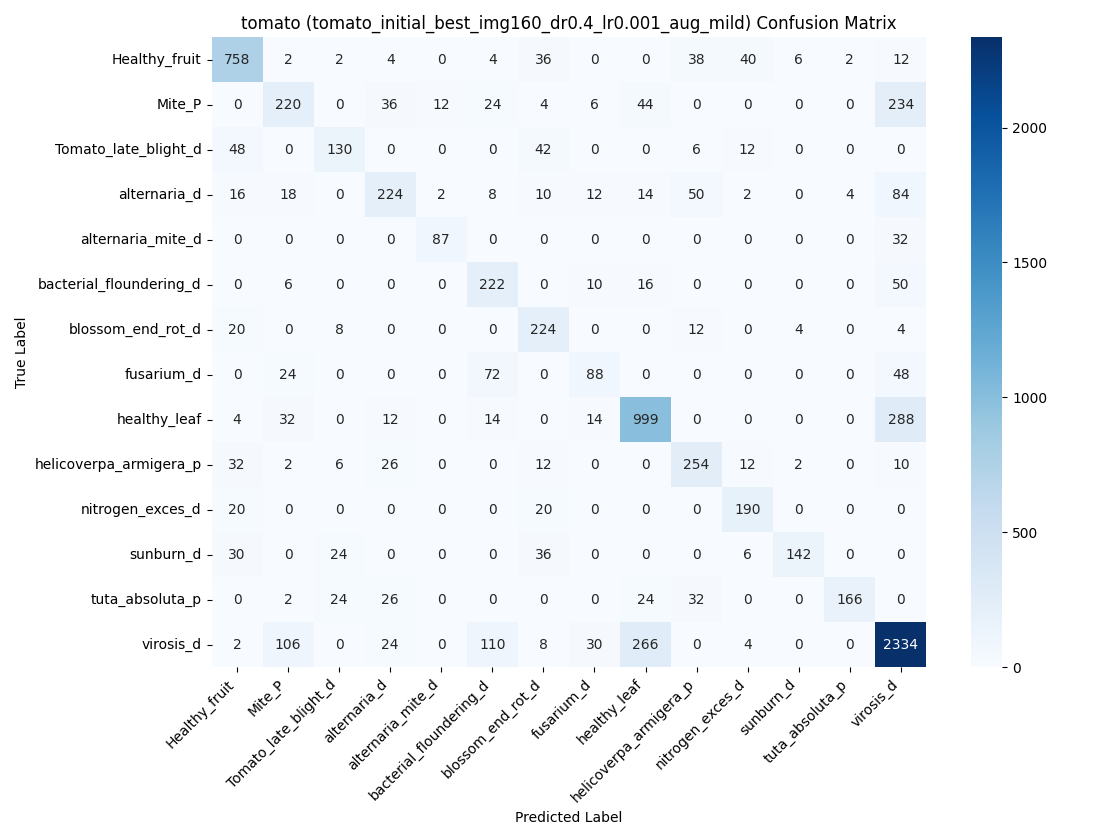 tomato (tomato_initial_best_img160_dr0.4_lr0.001_aug_mild) Confusion Matrix
Healthy_fruit 758 2 2 4 0 4 36 0 0 38 40 6 2 12
Mite_P 0 220 0 36 12 24 4 6 44 0 0 0 0 234
Tomato_late_blight_d 48 0 130 0 0 0 42 0 0 6 12 0 0 0
alternaria_d 16 18 0 224 2 8 10 12 14 50 2 0 4 84
alternaria_mite_d 0 0 0 0 87 0 0 0 0 0 0 0 0 32
bacterial_floundering_d 0 6 0 0 0 222 0 10 16 0 0 0 0 50
blossom_end_rot_d 20 0 8 0 0 0 224 0 0 12 0 4 0 4
fusarium_d 0 24 0 0 0 72 0 88 0 0 0 0 0 48
healthy_leaf 4 32 0 12 0 14 0 14 999 0 0 0 0 288
helicoverpa_armigera_p 32 2 6 26 0 0 12 0 0 254 12 2 0 10
nitrogen_exces_d 20 0 0 0 0 0 20 0 0 0 190 0 0 0
sunburn_d 30 0 24 0 0 0 36 0 0 0 6 142 0 0
tuta_absoluta_p 0 2 24 26 0 0 0 0 24 32 0 0 166 0
virosis_d 2 106 0 24 0 110 8 30 266 0 4 0 0 2334
True Label
Healthy_fruit
Mite_P
Tomato_late_blight_d
alternaria_d
alternaria_mite_d
bacterial_floundering_d
blossom_end_rot_d
fusarium_d
healthy_leaf
helicoverpa_armigera_p
nitrogen_exces_d
sunburn_d
tuta_absoluta_p
virosis_d
Predicted Label
2000
1500
1000
500
0